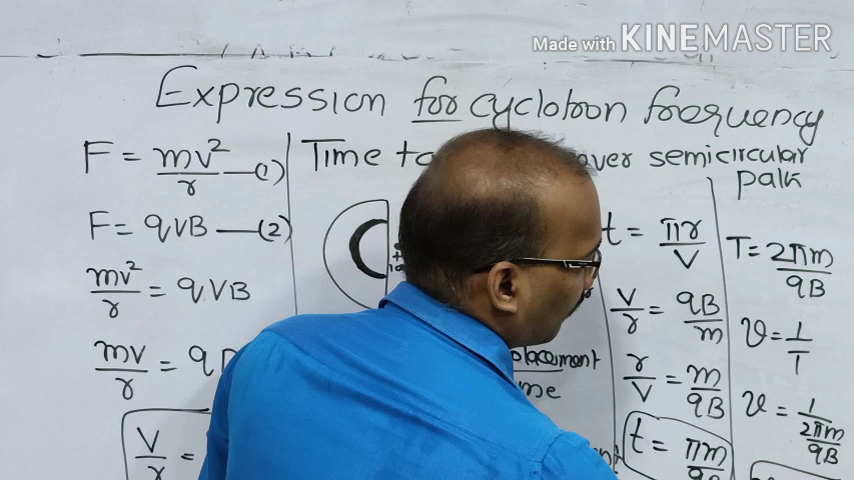 Made with KINEMASTER
Expression for cyclotron frequency
F = mv²/r —(1)
F = qVB —(2)
mv²/r = qVB
mv/r = q
V/r =
Time to over semicircular
path
placement
me
t = πr/V
V/r = qB/m
r/V = m/qB
t = πm/q
T = 2πm/qB
υ = 1/T
υ = 1/2πm/qB